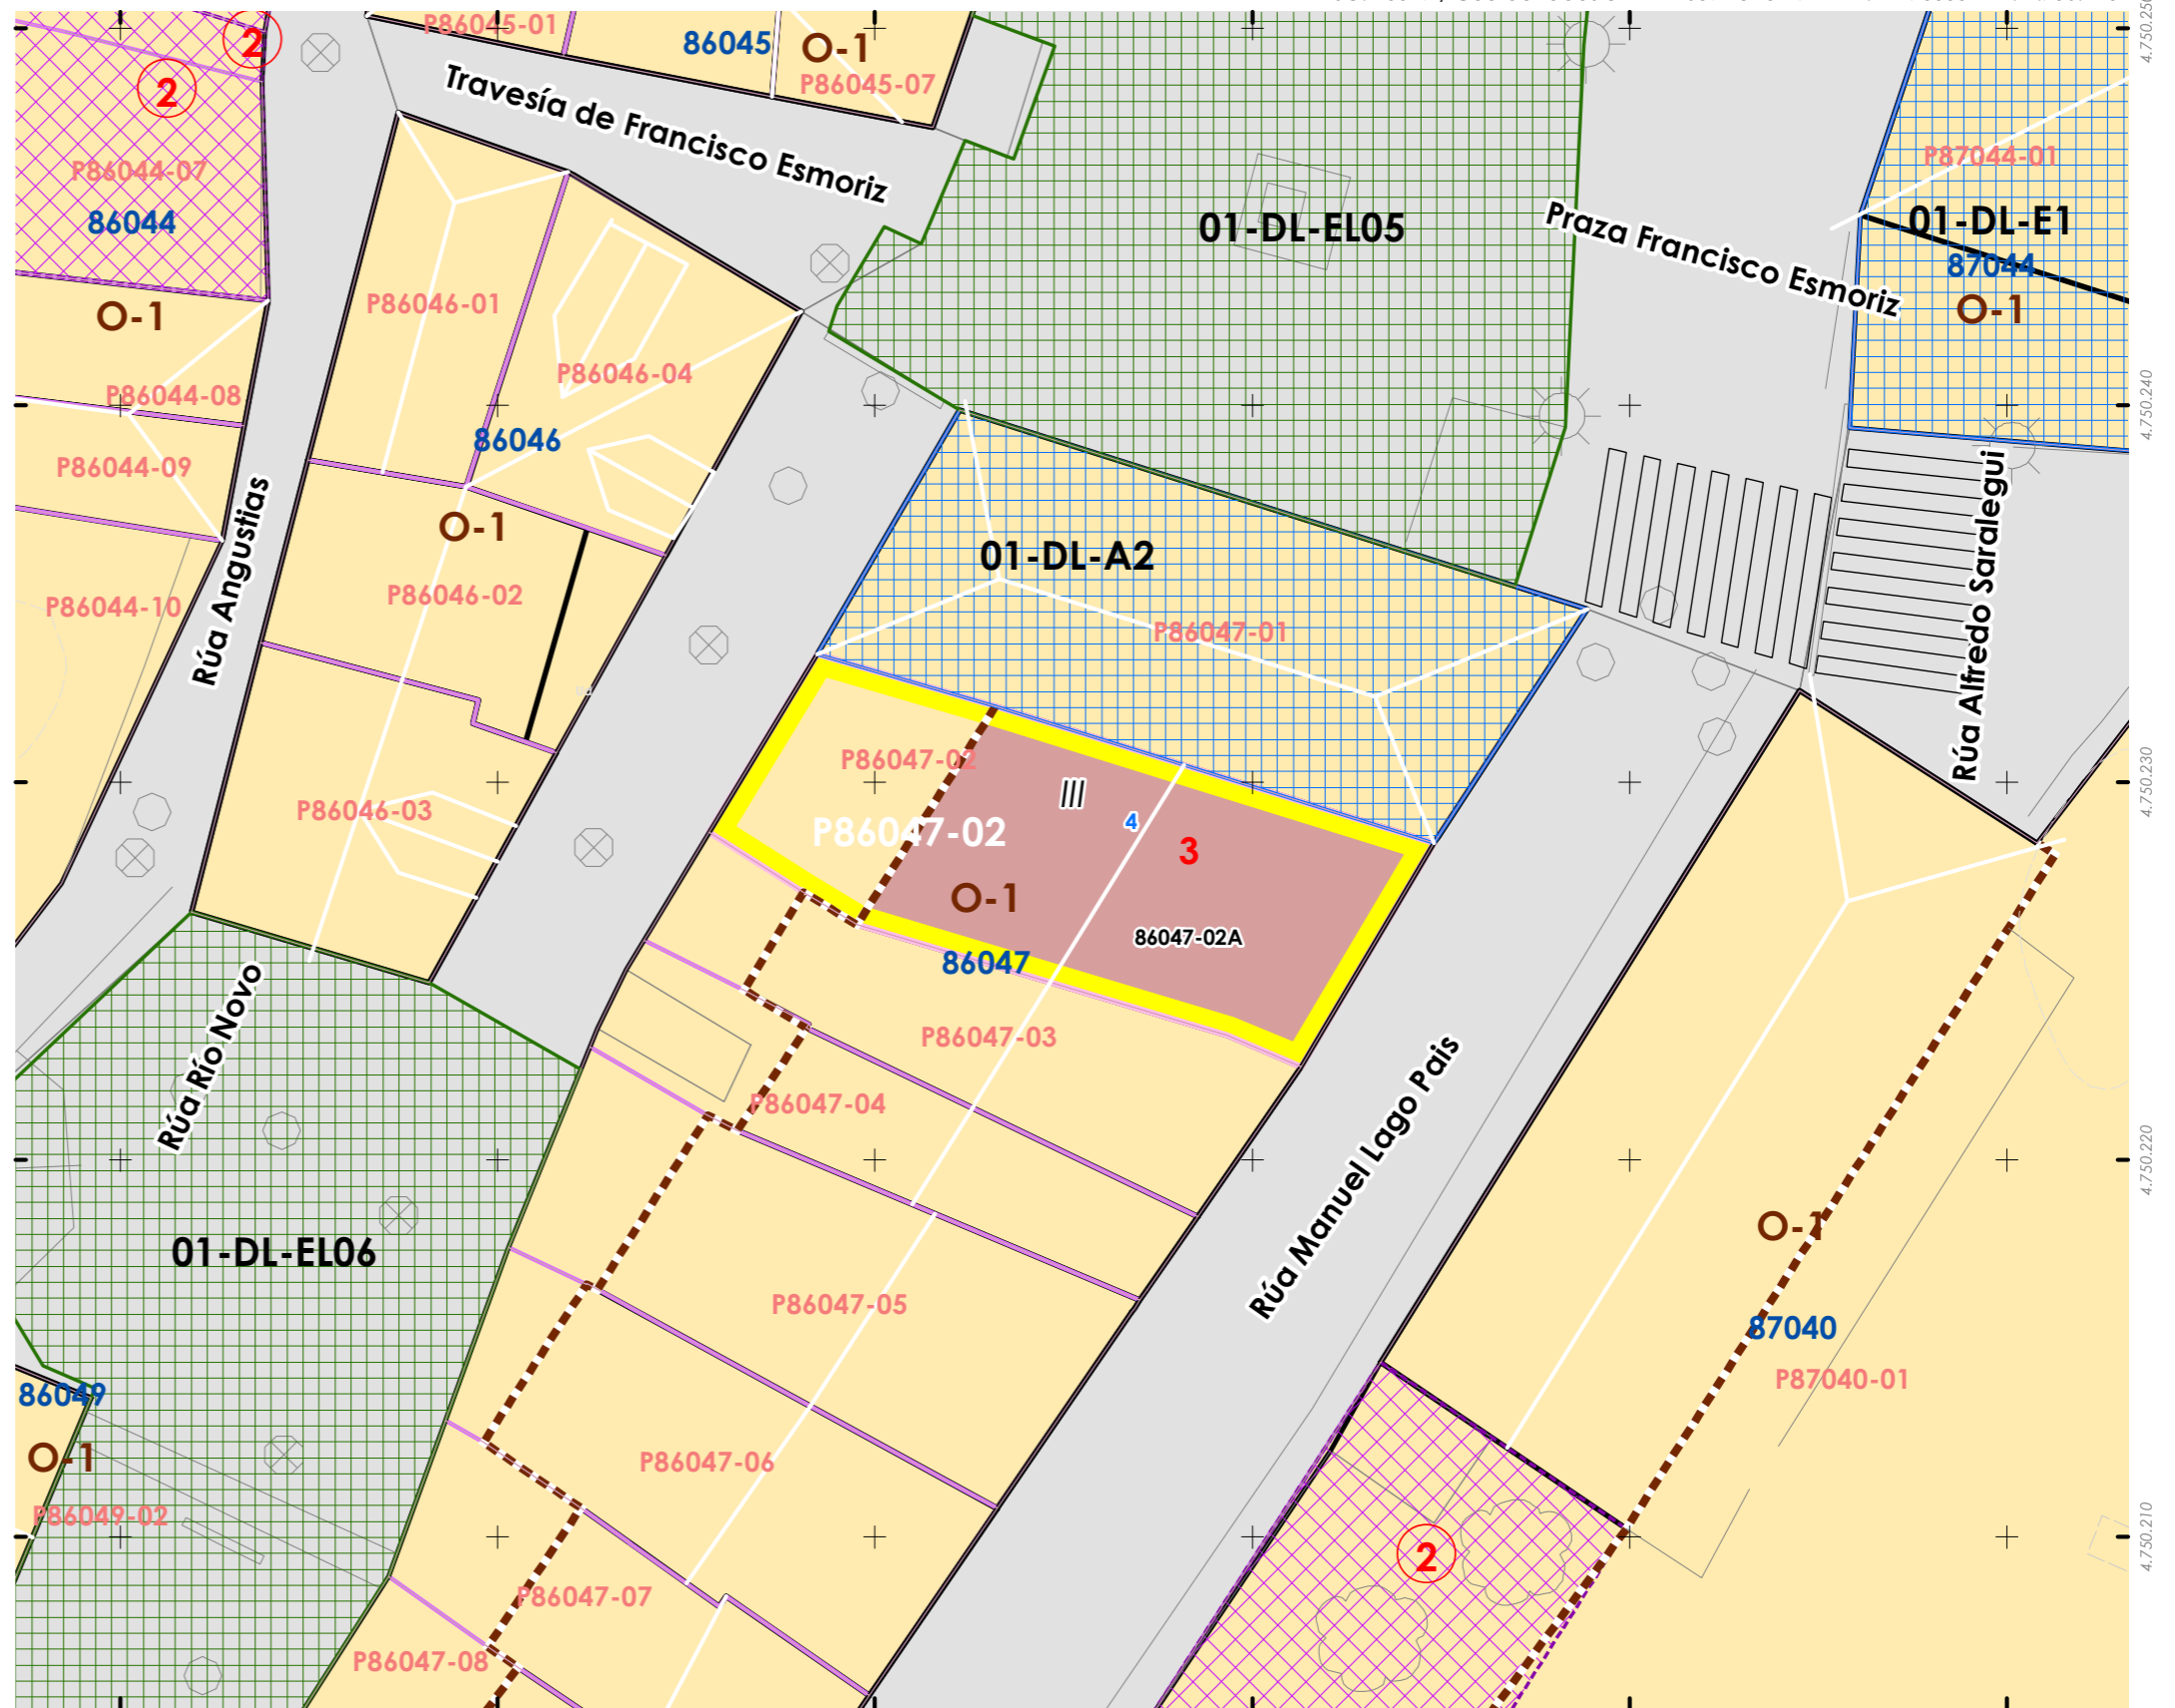 2
P86045-01
86045
O-1
P86045-07
2
Travesía de Francisco Esmoriz
P86044-07
86044
O-1
P86044-08
P86044-09
P86044-10
Rúa Angustias
P86046-01
P86046-04
86046
O-1
P86046-02
P86046-03
01-DL-EL05
Praza Francisco Esmoriz
P87044-01
01-DL-E1
87044
O-1
4.750.250
4.750.240
Rúa Alfredo Saralegui
01-DL-A2
P86047-01
P86047-02
III
4
3
P86047-02
O-1
86047-02A
86047
4.750.230
P86047-03
P86047-04
Rúa Río Novo
Rúa Manuel Lago Pais
01-DL-EL06
P86047-05
O-1
87040
P87040-01
4.750.220
86049
O-1
P86049-02
P86047-06
P86047-07
P86047-08
2
4.750.210